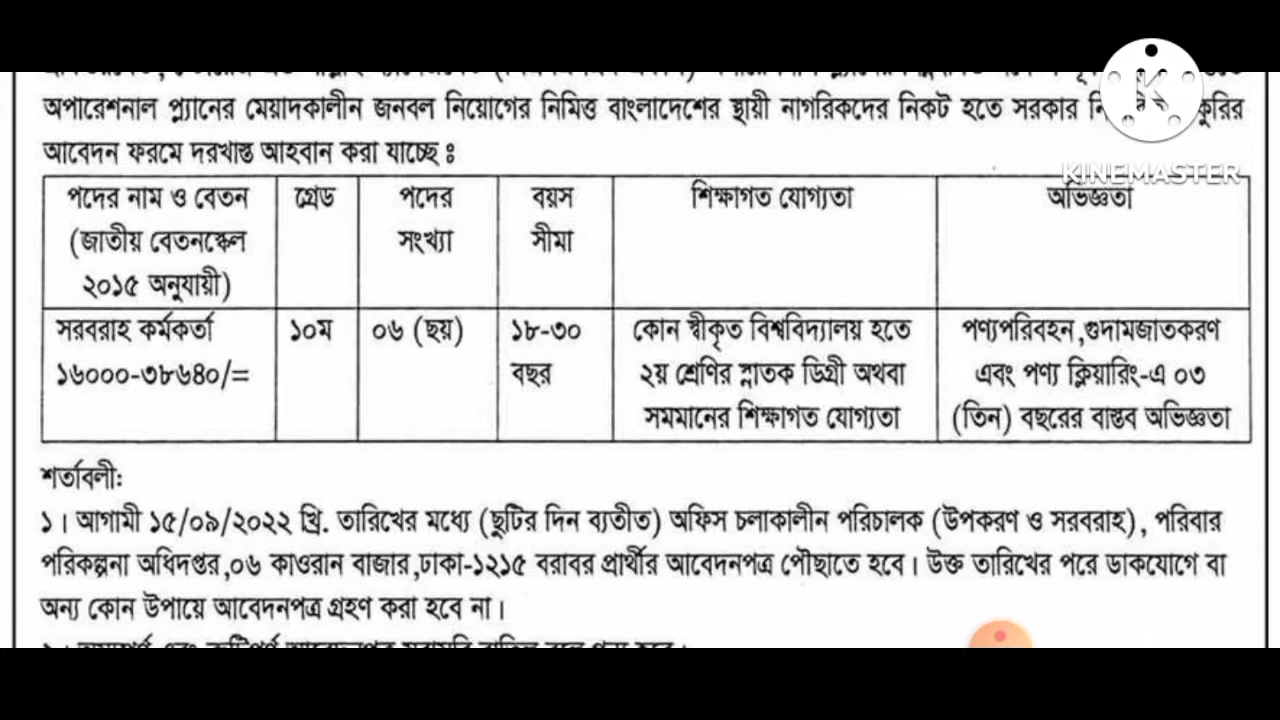 অপারেশনাল প্ল্যানের মেয়াদকালীন জনবল নিয়োগের নিমিত্ত বাংলাদেশের স্থায়ী নাগরিকদের নিকট হতে সরকার
আবেদন ফরমে দরখাস্ত আহবান করা যাচ্ছে ঃ
K
KINEMASTER
পদের নাম ও বেতন
(জাতীয় বেতনস্কেল
২০১৫ অনুযায়ী)
গ্রেড
পদের
সংখ্যা
বয়স
সীমা
শিক্ষাগত যোগ্যতা
অভিজ্ঞতা
সরবরাহ কর্মকর্তা
১৬০০০-৩৮৬৪০/=
১০ম
০৬ (ছয়)
১৮-৩০
বছর
কোন স্বীকৃত বিশ্ববিদ্যালয় হতে
২য় শ্রেণির স্নাতক ডিগ্রী অথবা
সমমানের শিক্ষাগত যোগ্যতা
পণ্যপরিবহন,গুদামজাতকরণ
এবং পণ্য ক্লিয়ারিং-এ ০৩
(তিন) বছরের বাস্তব অভিজ্ঞতা
শর্তাবলী:
১। আগামী ১৫/০৯/২০২২ খ্রি. তারিখের মধ্যে (ছুটির দিন ব্যতীত) অফিস চলাকালীন পরিচালক (উপকরণ ও সরবরাহ), পরিবার
পরিকল্পনা অধিদপ্তর,০৬ কাওরান বাজার,ঢাকা-১২১৫ বরাবর প্রার্থীর আবেদনপত্র পৌছাতে হবে। উক্ত তারিখের পরে ডাকযোগে বা
অন্য কোন উপায়ে আবেদনপত্র গ্রহণ করা হবে না।